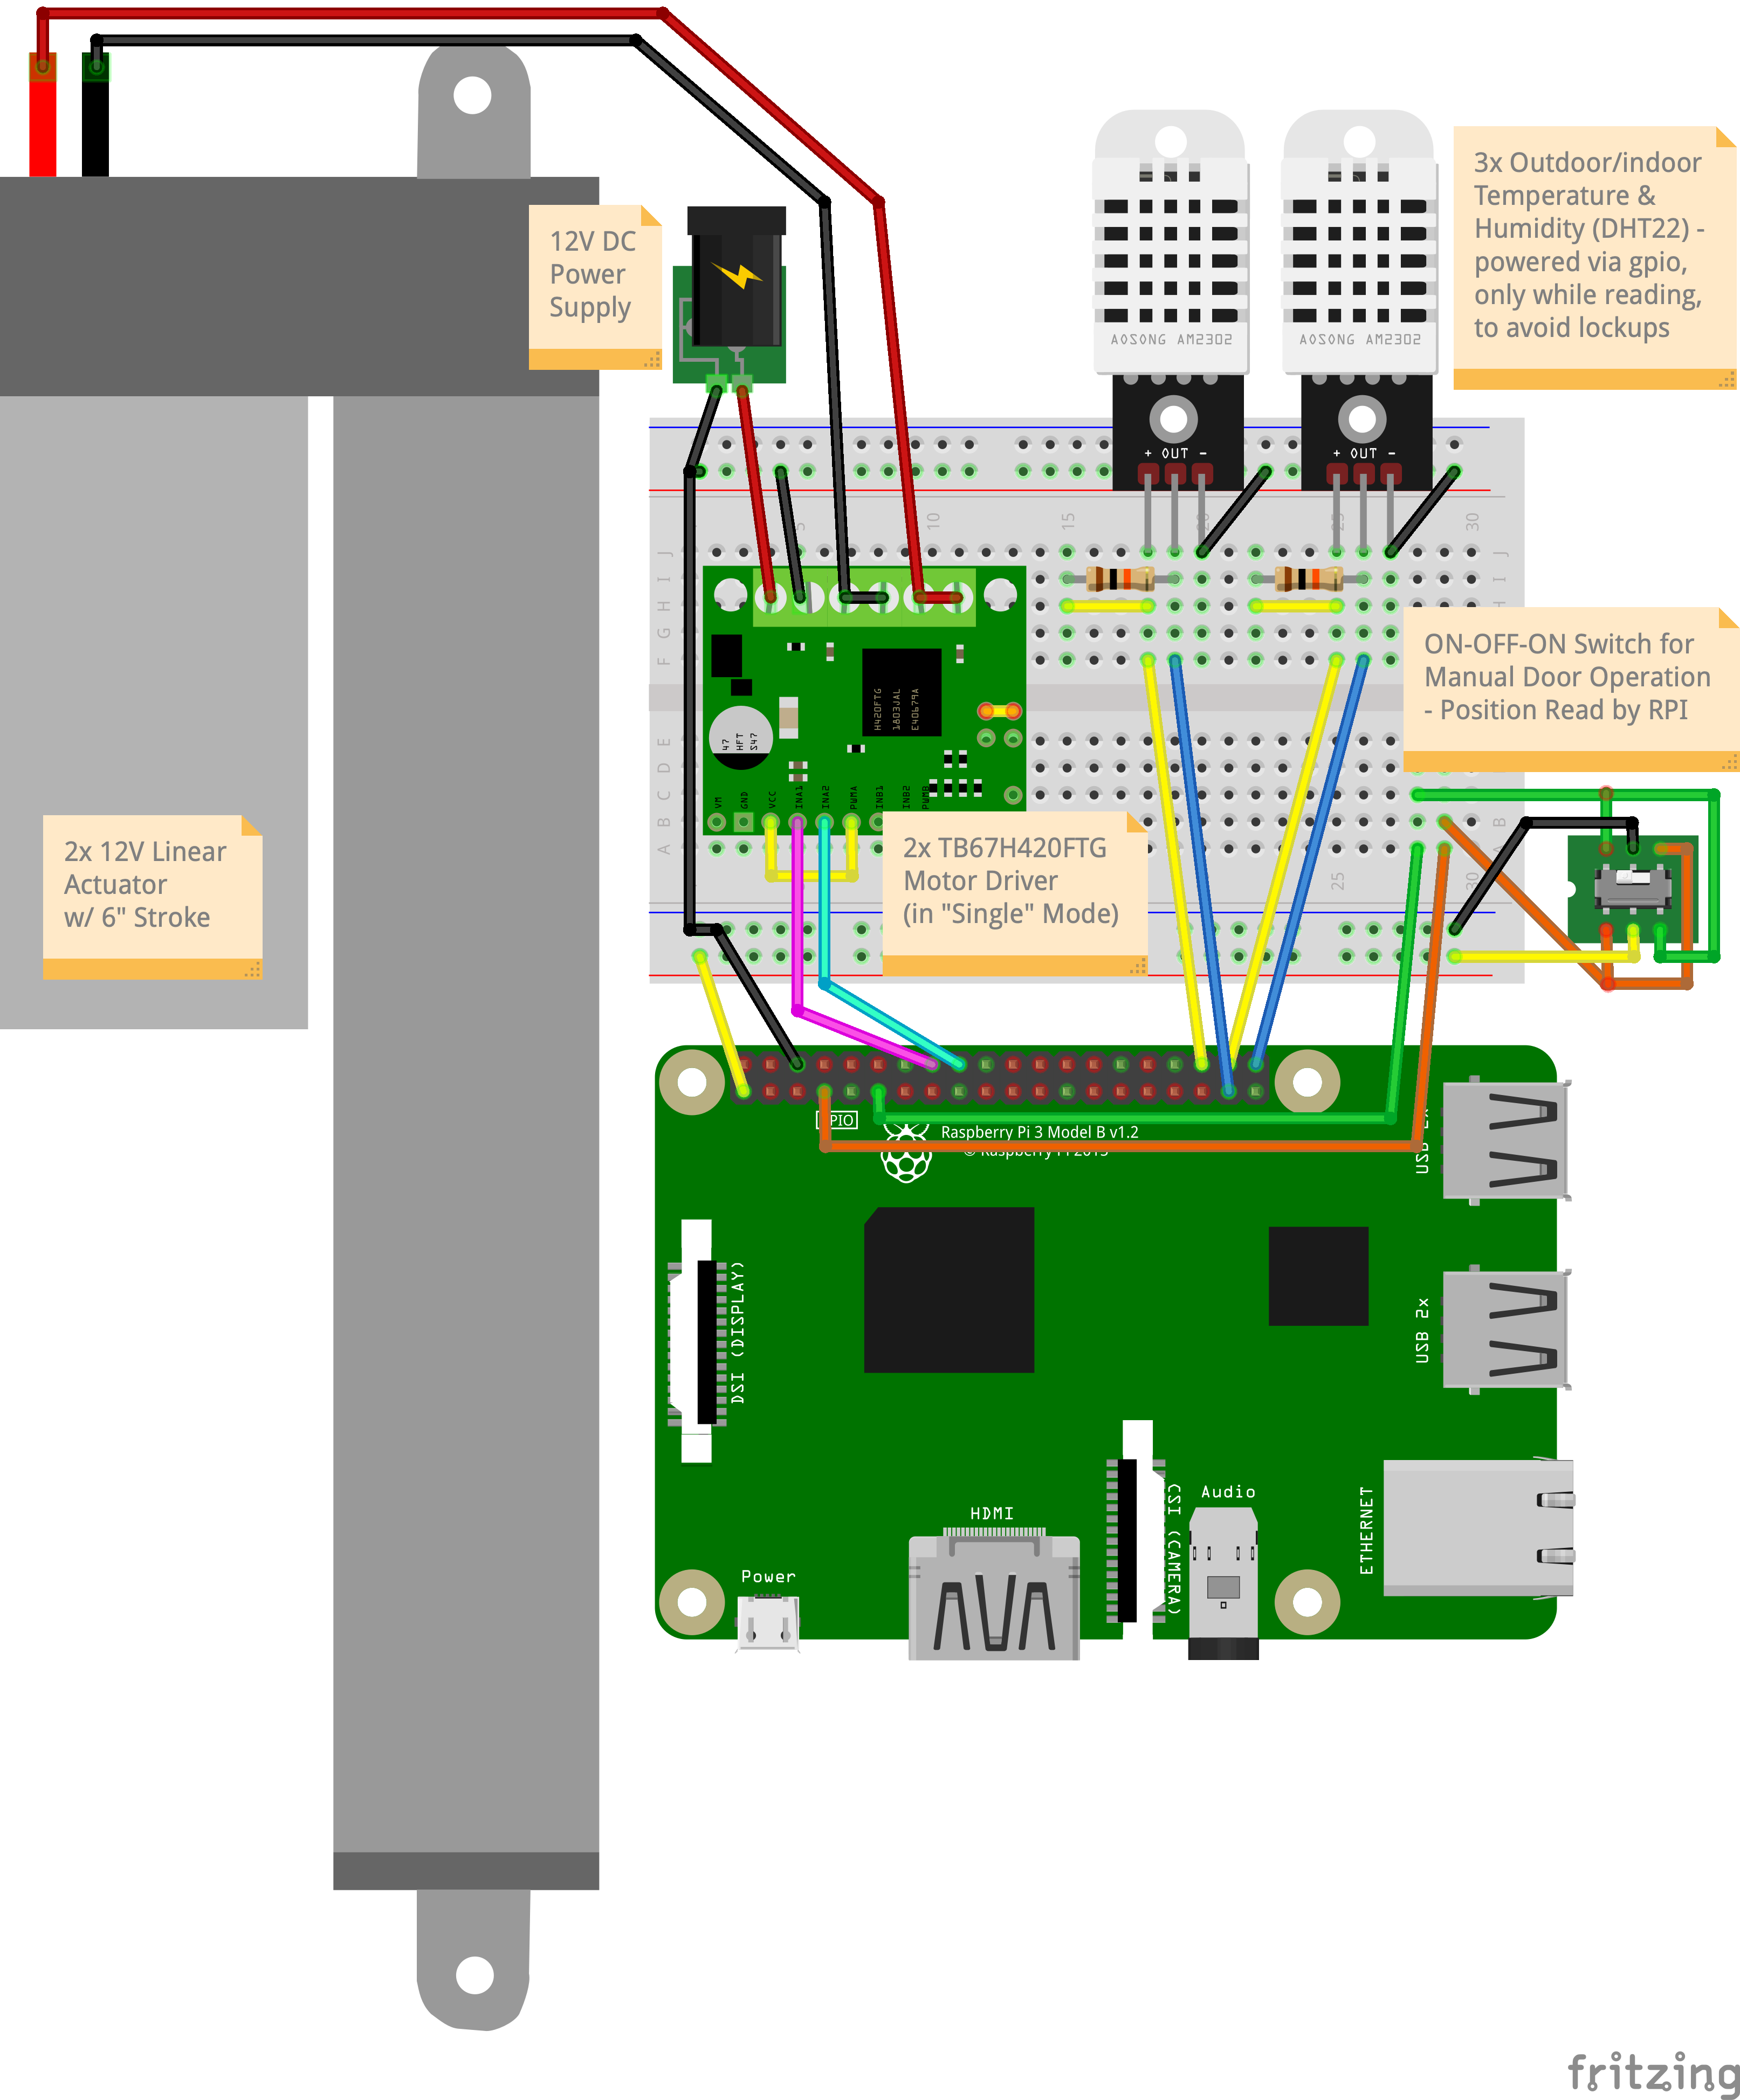 3x Outdoor/indoor
Temperature &
Humidity (DHT22) -
powered via gpio,
only while reading,
to avoid lockups
12V DC
Power
Supply
AOSONG AM2302
AOSONG AM2302
+ OUT -
+ OUT -
15
30
10
J
J
I
I
H
G
F
ON-OFF-ON Switch for
Manual Door Operation
- Position Read by RPI
H420FTG
1803JAL
E40679A
47
HFT
S47
E
D
C
B
A
B
VM
GND
VCC
INA1
INA2
PWMA
INB1
INB2
PWMB
2x 12V Linear
Actuator
w/ 6" Stroke
2x TB67H420FTG
Motor Driver
(in "Single" Mode)
25
30
Raspberry Pi 3 Model B v1.2
© Raspberry Pi 2015
DSI (DISPLAY)
USB 2x
USB 2x
HDMI
CSI (CAMERA)
Audio
ETHERNET
Power
fritzing